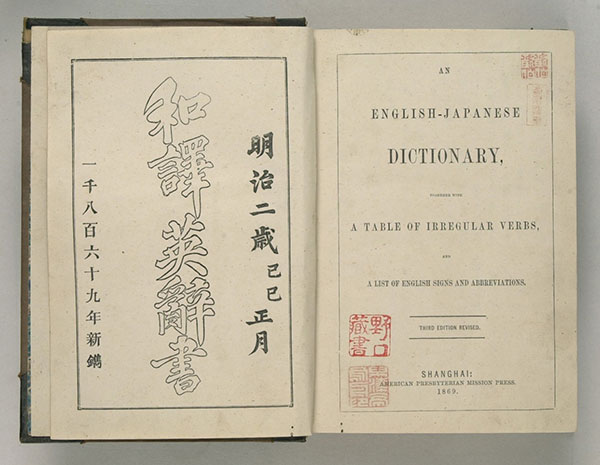 明治二歳己巳正月
和譯英辭書
一千八百六十九年新鐫
AN
ENGLISH-JAPANESE
DICTIONARY,
TOGETHER WITH
A TABLE OF IRREGULAR VERBS,
AND
A LIST OF ENGLISH SIGNS AND ABBREVIATIONS.
THIRD EDITION REVISED.
野口
藏書
SHANGHAI:
AMERICAN PRESBYTERIAN MISSION PRESS.
1869.